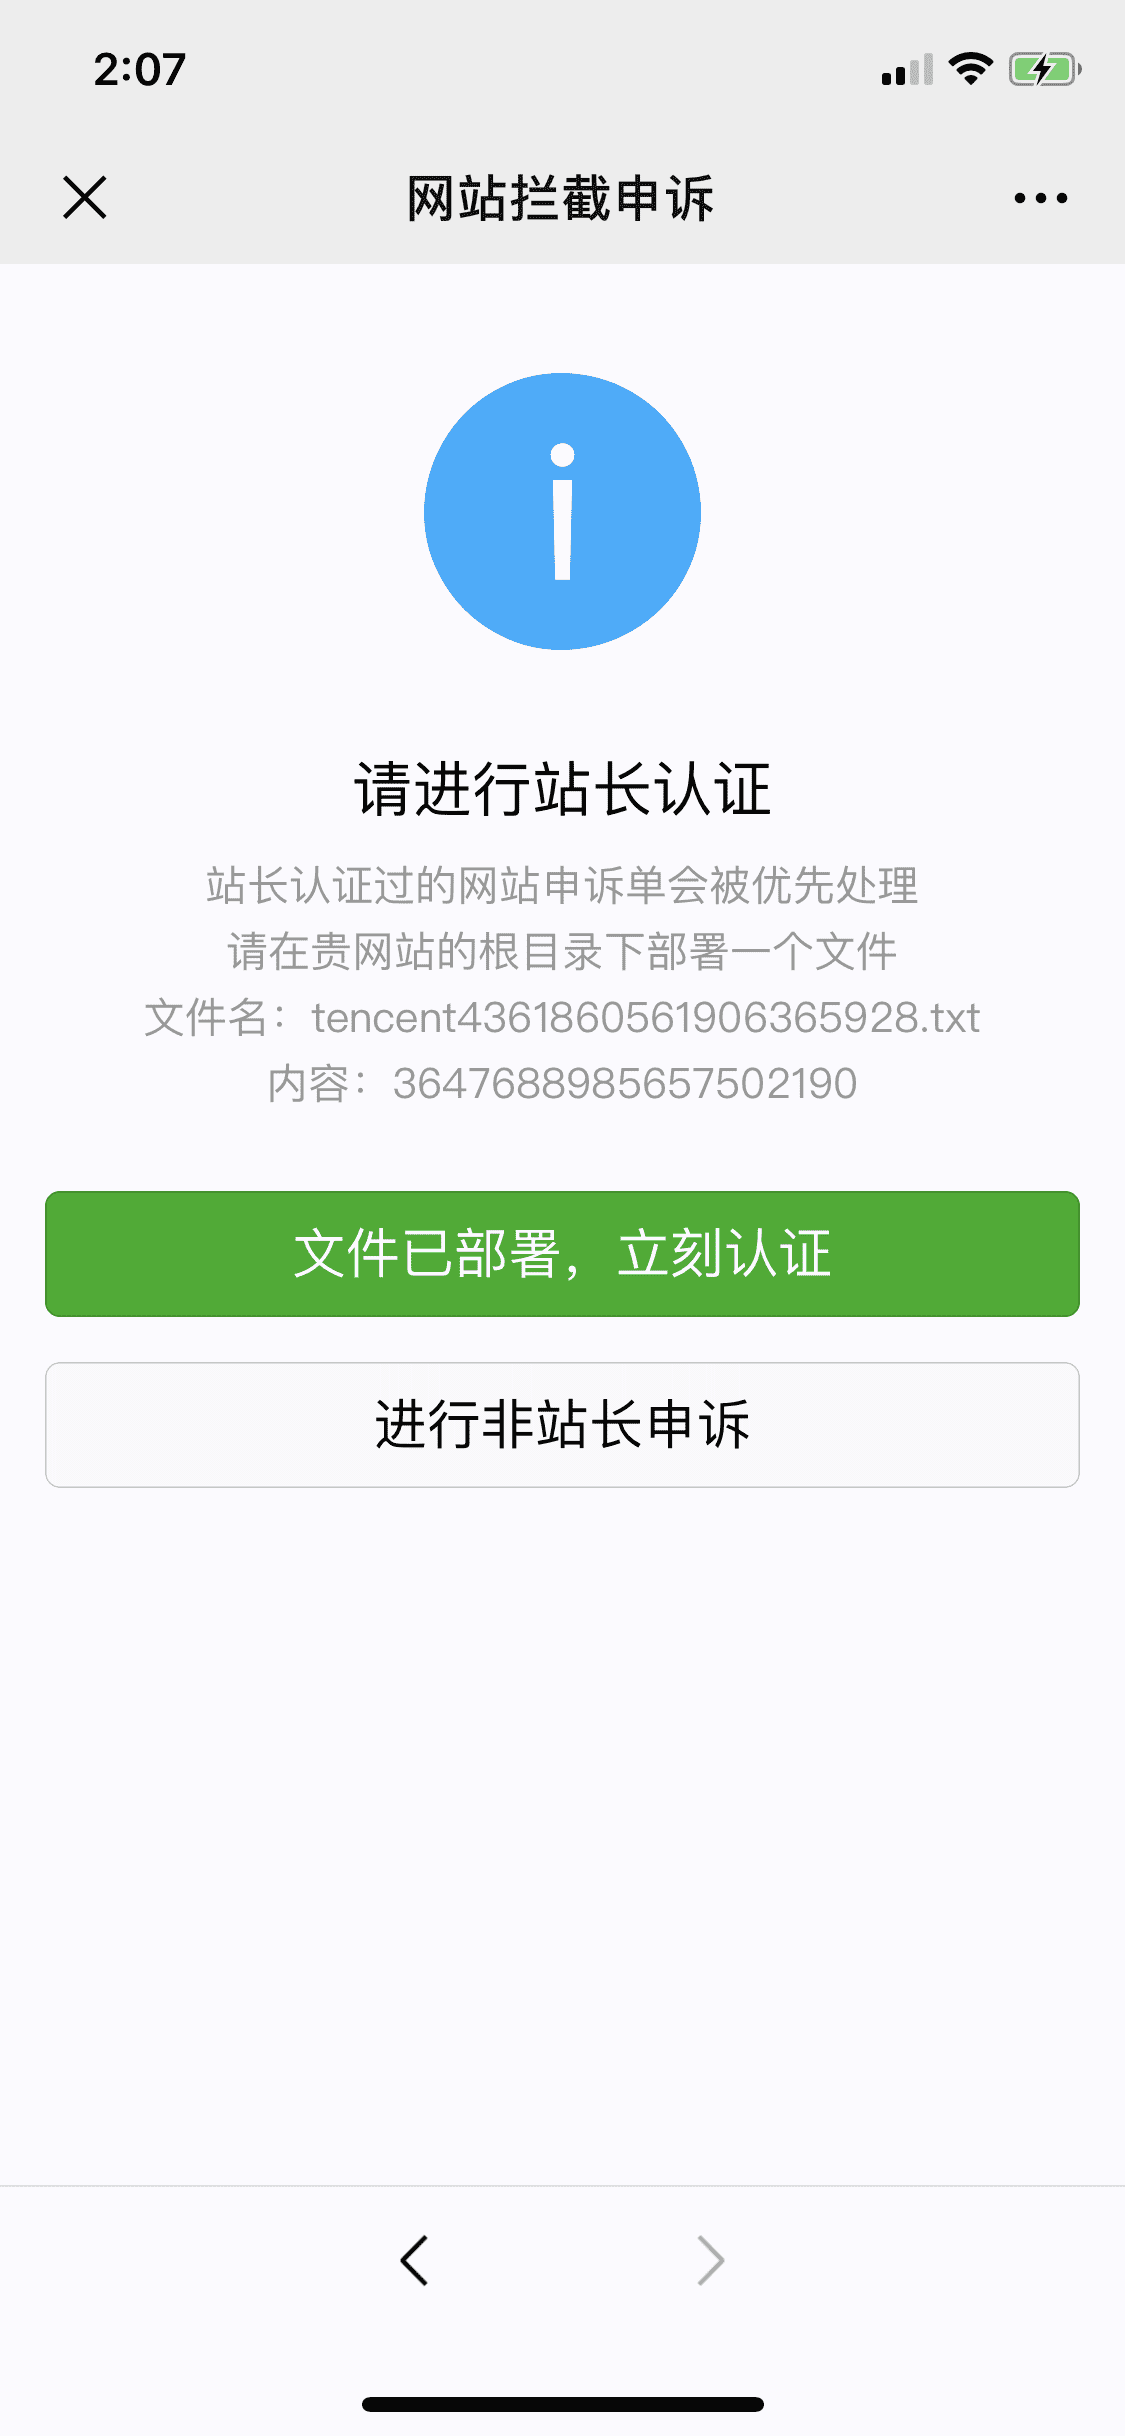 2:07
网站拦截申诉
请进行站长认证
站长认证过的网站申诉单会被优先处理
请在贵网站的根目录下部署一个文件
文件名：tencent4361860561906365928.txt
内容：3647688985657502190
文件已部署，立刻认证
进行非站长申诉